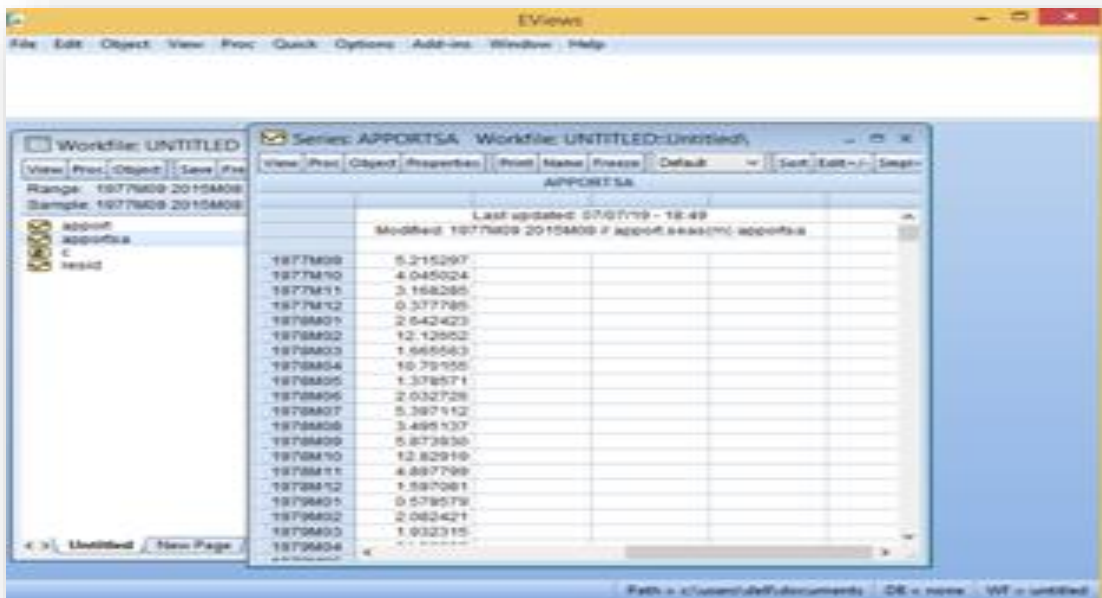 EViews
File Edit Object View Proc Quick Options Add-ins Window Help
Workfile: UNTITLED
View Proc Object Save
Range: 1977M09 2015M08
Sample: 1977M09 2015M08
apport
apportsa
c
resid
Untitled New Page
Series: APPORTSA Workfile: UNTITLED::Untitled\
View Proc Object Properties Print Name Freeze Default Sort Edit+/- Smpl+
APPORTSA
Last updated: 07/07/19 - 18:49
Modified: 1977M09 2015M08 // apport.seas(m) apportsa
1977M09 5.215297
1977M10 4.045024
1977M11 3.168285
1977M12 0.377785
1978M01 2.642423
1978M02 12.12652
1978M03 1.665563
1978M04 10.79155
1978M05 1.378571
1978M06 2.032728
1978M07 5.397112
1978M08 3.495137
1978M09 5.873930
1978M10 12.82919
1978M11 4.897799
1978M12 1.597081
1979M01 0.578579
1979M02 2.082421
1979M03 1.932315
1979M04
Path = c:\users\dell\documents DB = none WF = untitled